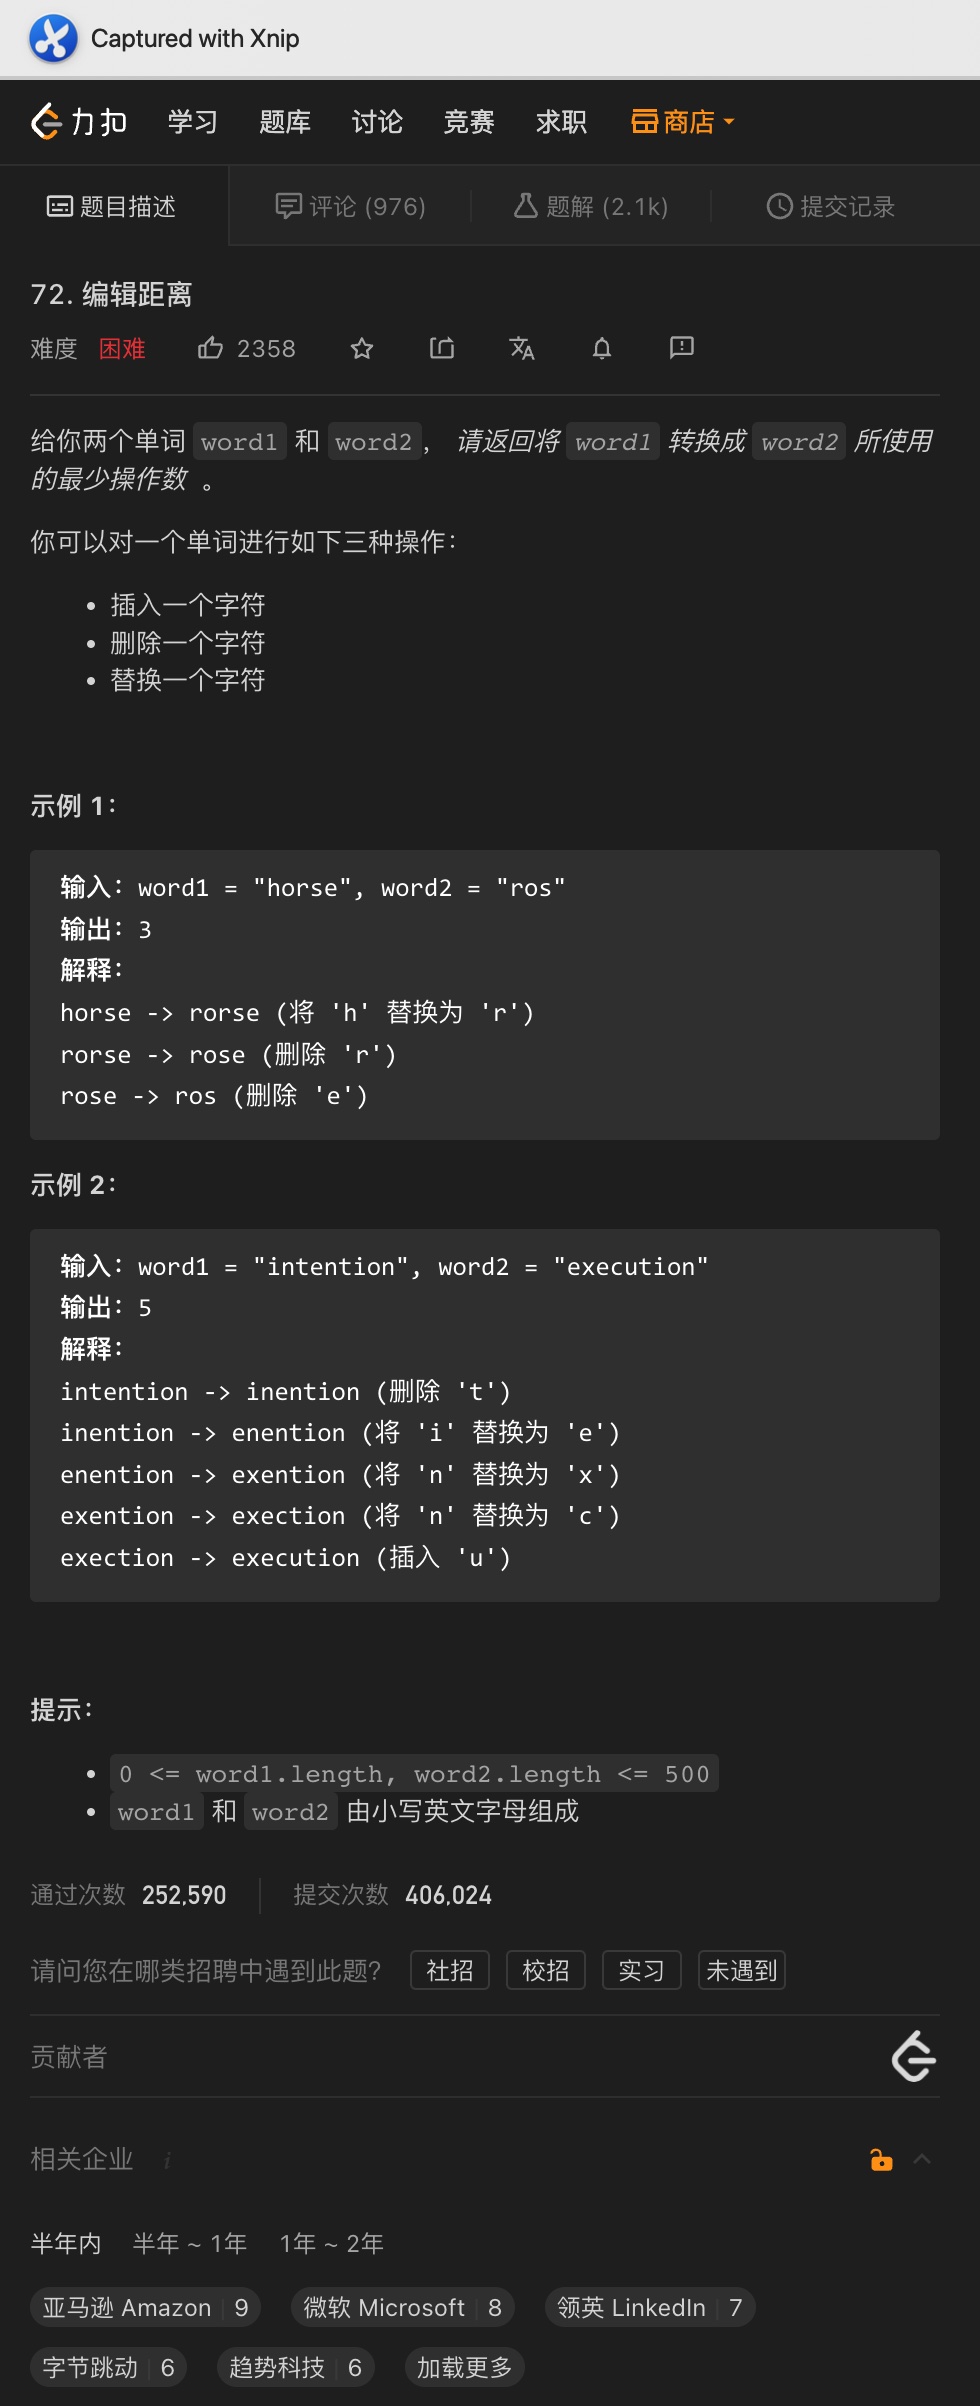 Captured with Xnip
力扣 学习 题库 讨论 竞赛 求职 商店
题目描述 评论 (976) 题解 (2.1k) 提交记录
72. 编辑距离
难度 困难 2358
给你两个单词 word1 和 word2， 请返回将 word1 转换成 word2 所使用
的最少操作数 。
你可以对一个单词进行如下三种操作：
• 插入一个字符
• 删除一个字符
• 替换一个字符
示例 1：
输入：word1 = "horse", word2 = "ros"
输出：3
解释：
horse -> rorse (将 'h' 替换为 'r')
rorse -> rose (删除 'r')
rose -> ros (删除 'e')
示例 2：
输入：word1 = "intention", word2 = "execution"
输出：5
解释：
intention -> inention (删除 't')
inention -> enention (将 'i' 替换为 'e')
enention -> exention (将 'n' 替换为 'x')
exention -> exection (将 'n' 替换为 'c')
exection -> execution (插入 'u')
提示：
• 0 <= word1.length, word2.length <= 500
• word1 和 word2 由小写英文字母组成
通过次数 252,590 提交次数 406,024
请问您在哪类招聘中遇到此题? 社招 校招 实习 未遇到
贡献者
相关企业 i
半年内 半年 ~ 1年 1年 ~ 2年
亚马逊 Amazon 9 微软 Microsoft 8 领英 LinkedIn 7
字节跳动 6 趋势科技 6 加载更多